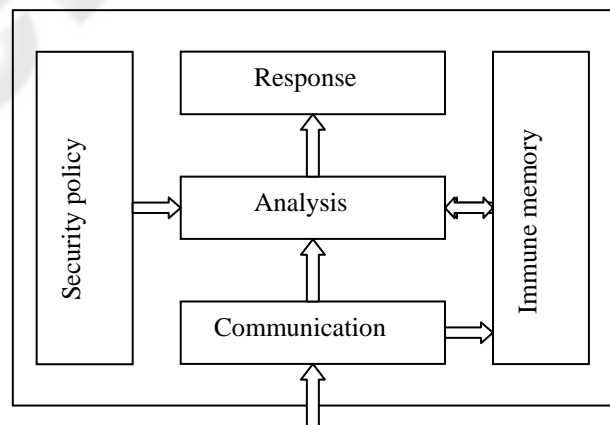 Response
Security policy
Analysis
Immune memory
Communication